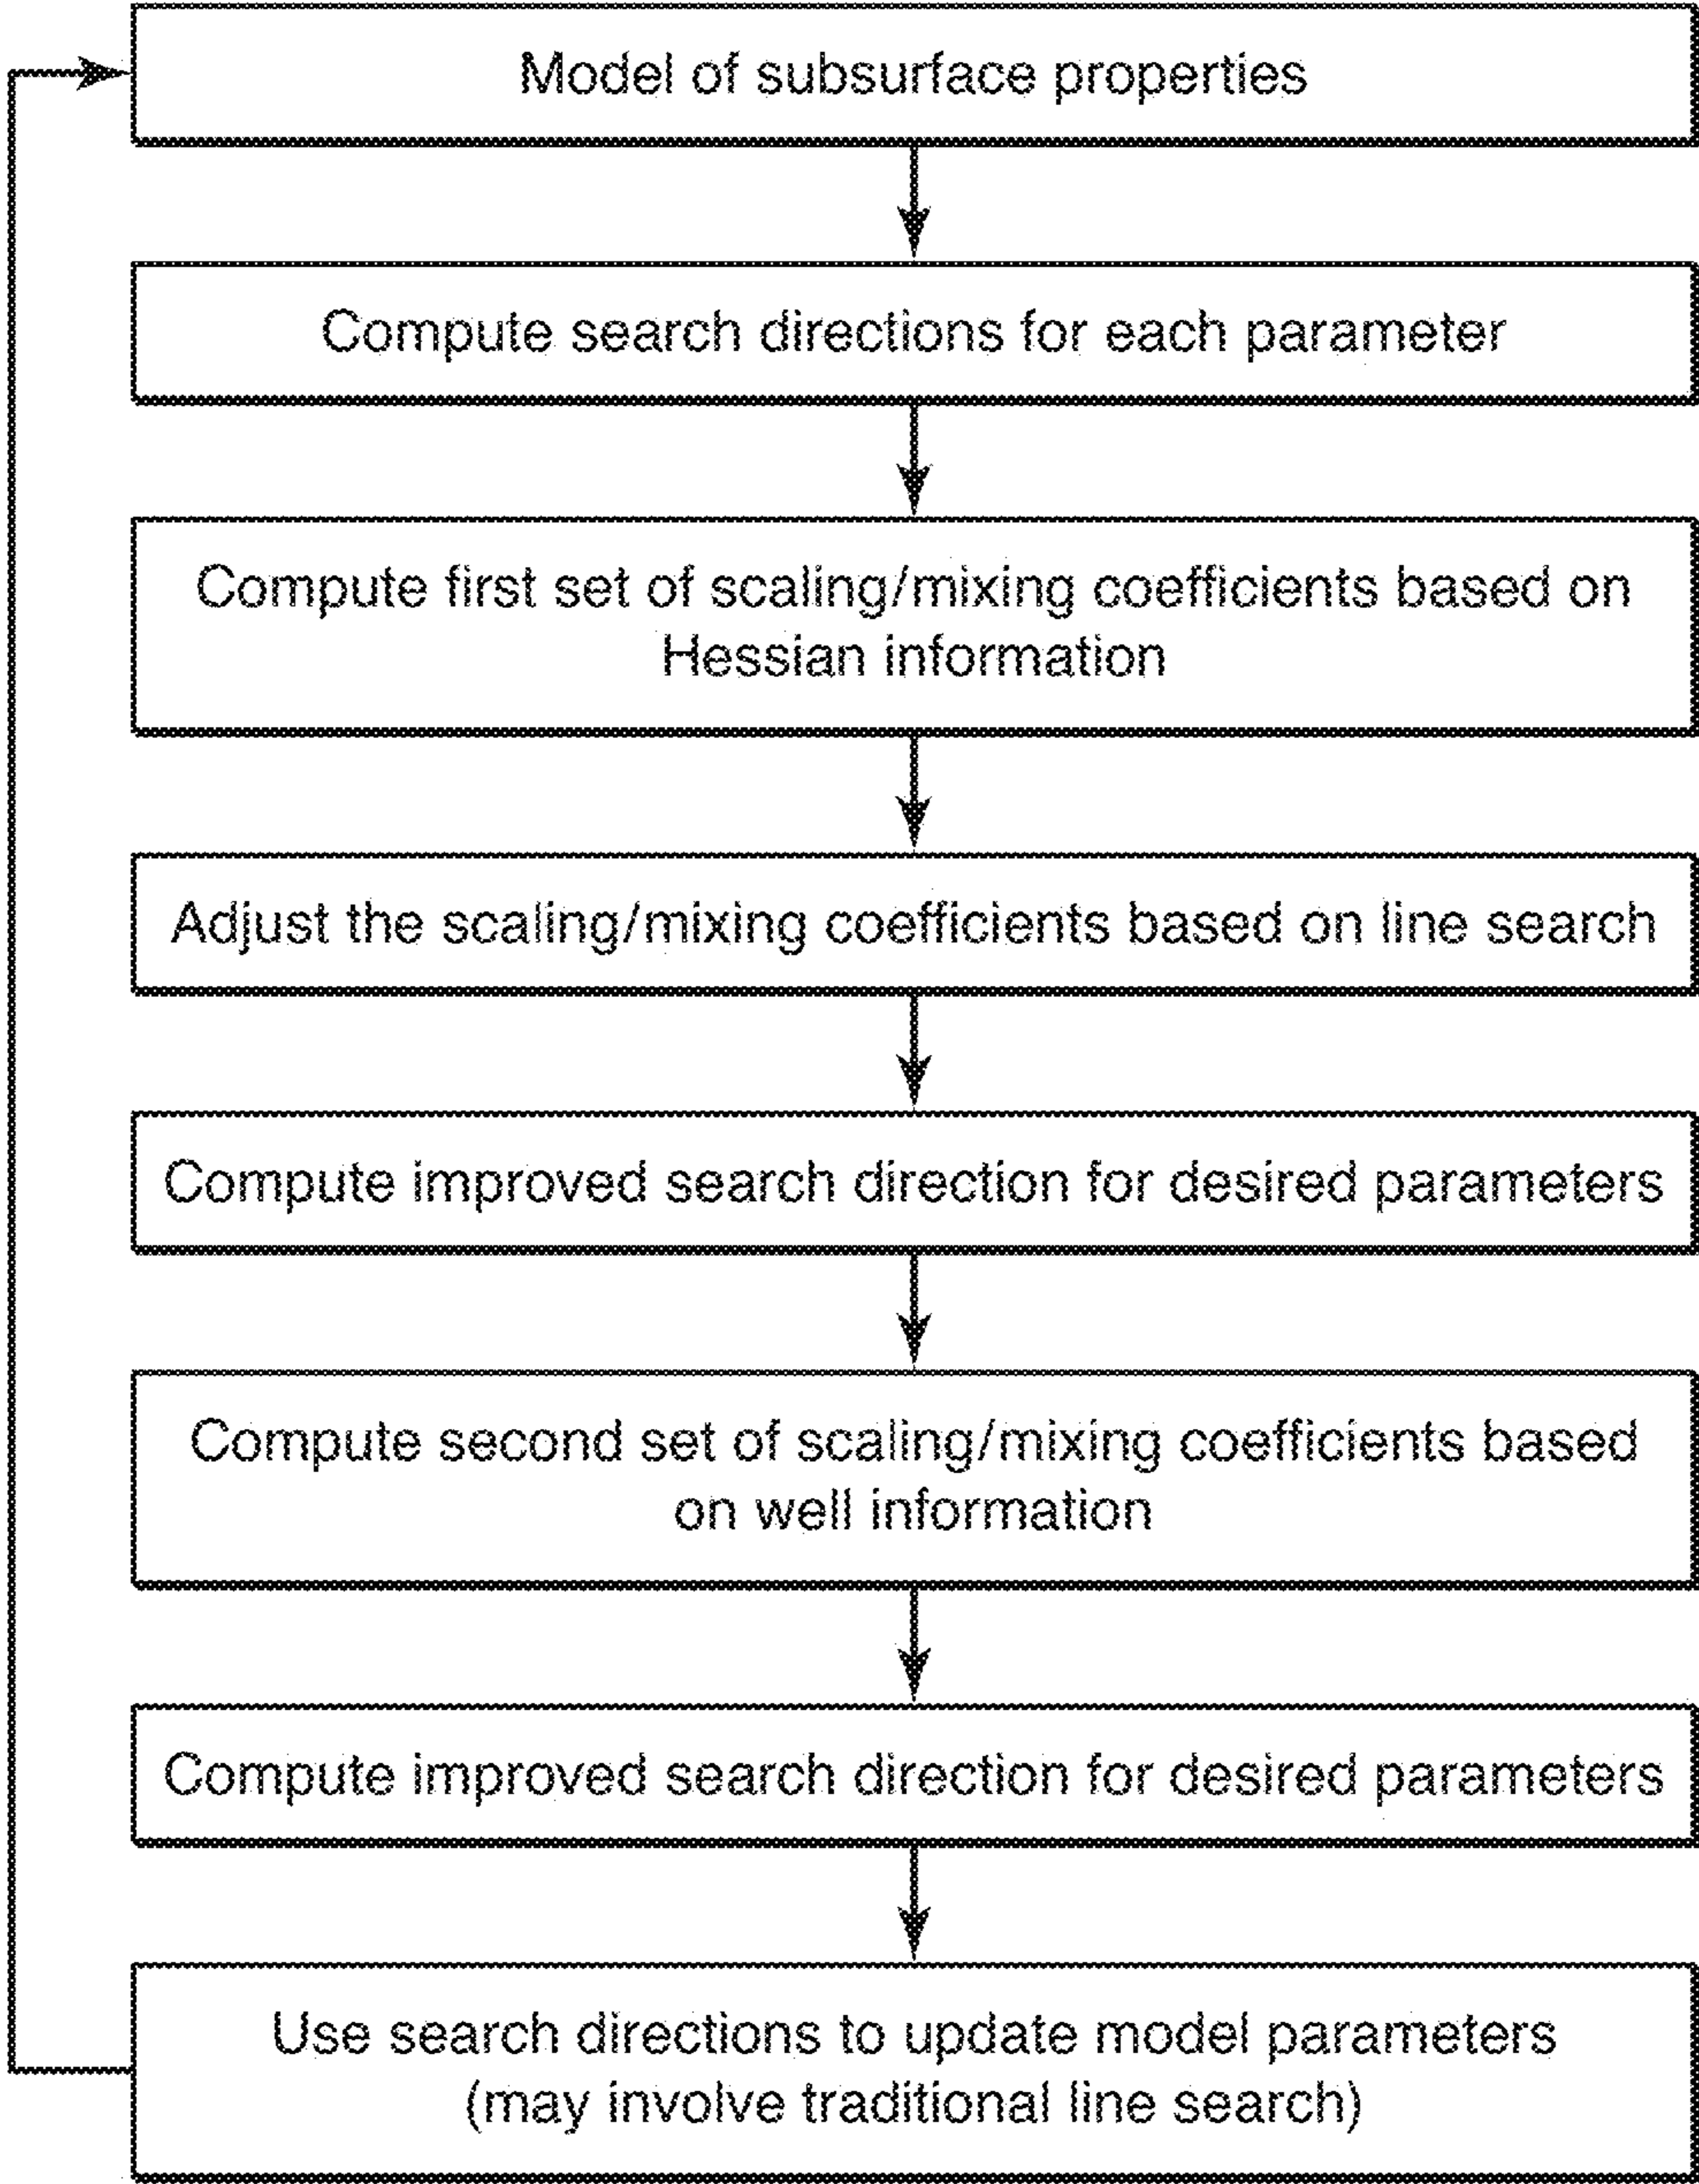 Model of subsurface properties
Compute search directions for each parameter
Compute first set of scaling/mixing coefficients based on
Hessian information
Adjust the scaling/mixing coefficients based on line search
Compute improved search direction for desired parameters
Compute second set of scaling/mixing coefficients based
on well information
Compute improved search direction for desired parameters
Use search directions to update model parameters
(may involve traditional line search)